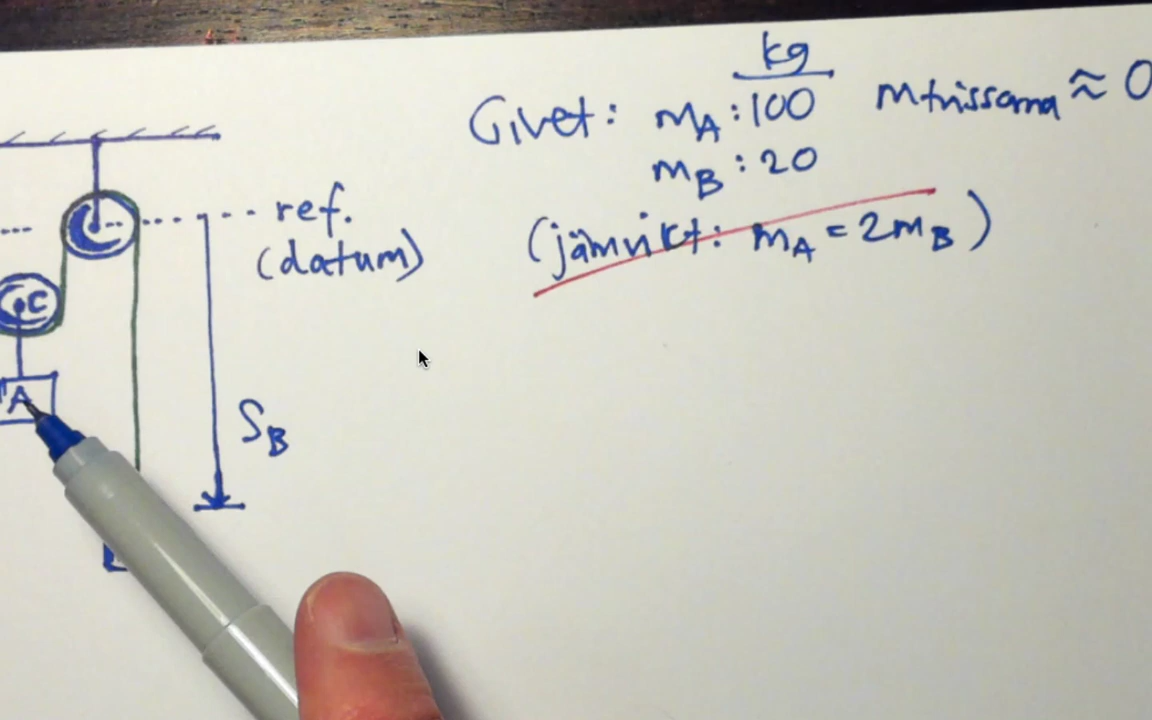 kg
Givet: mA : 100 mtrissorna ≈ 0
mB : 20
(jämvikt: mA = 2mB)
ref.
(datum)
C
A
SB